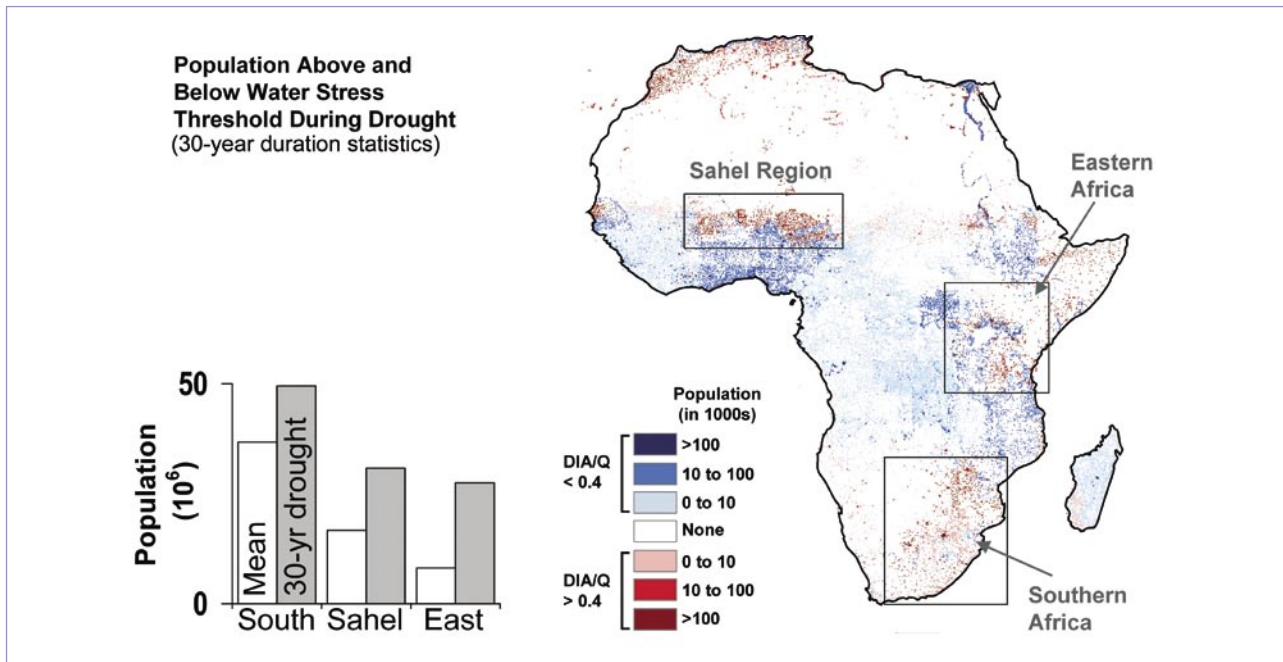 Population Above and
Below Water Stress
Threshold During Drought
(30-year duration statistics)
Sahel Region
Eastern
Africa
Southern
Africa
Population
(in 1000s)
DIA/Q
< 0.4
>100
10 to 100
0 to 10
None
DIA/Q
> 0.4
0 to 10
10 to 100
>100
Population
(10⁶)
50
0
Mean
30-yr drought
South
Sahel
East